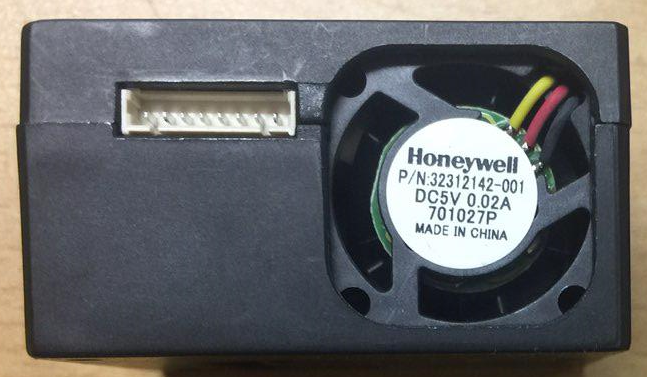 Honeywell
P/N:32312142-001
DC5V 0.02A
701027P
MADE IN CHINA